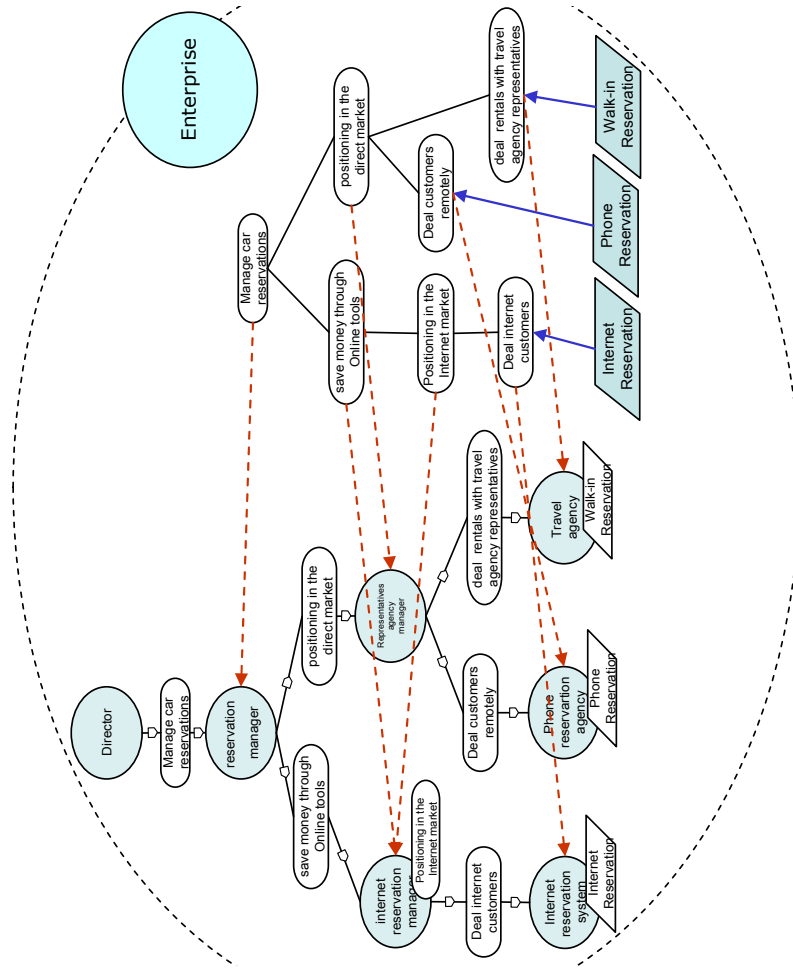 Enterprise
Manage car
reservations
positioning in the
direct market
save money through
Online tools
Deal customers
remotely
deal rentals with travel
agency representatives
Positioning in the
Internet market
Deal internet
customers
Walk-in
Reservation
Phone
Reservation
Internet
Reservation
Director
Manage car
reservations
reservation
manager
positioning in the
direct market
save money through
Online tools
Representatives
agency
manager
internet
reservation
manager
Positioning in the
Internet market
deal rentals with travel
agency representatives
Deal customers
remotely
Deal internet
customers
Travel
agency
Walk-in
Reservation
Phone
reservartion
agency
Phone
Reservation
Internet
reservation
system
Internet
Reservation